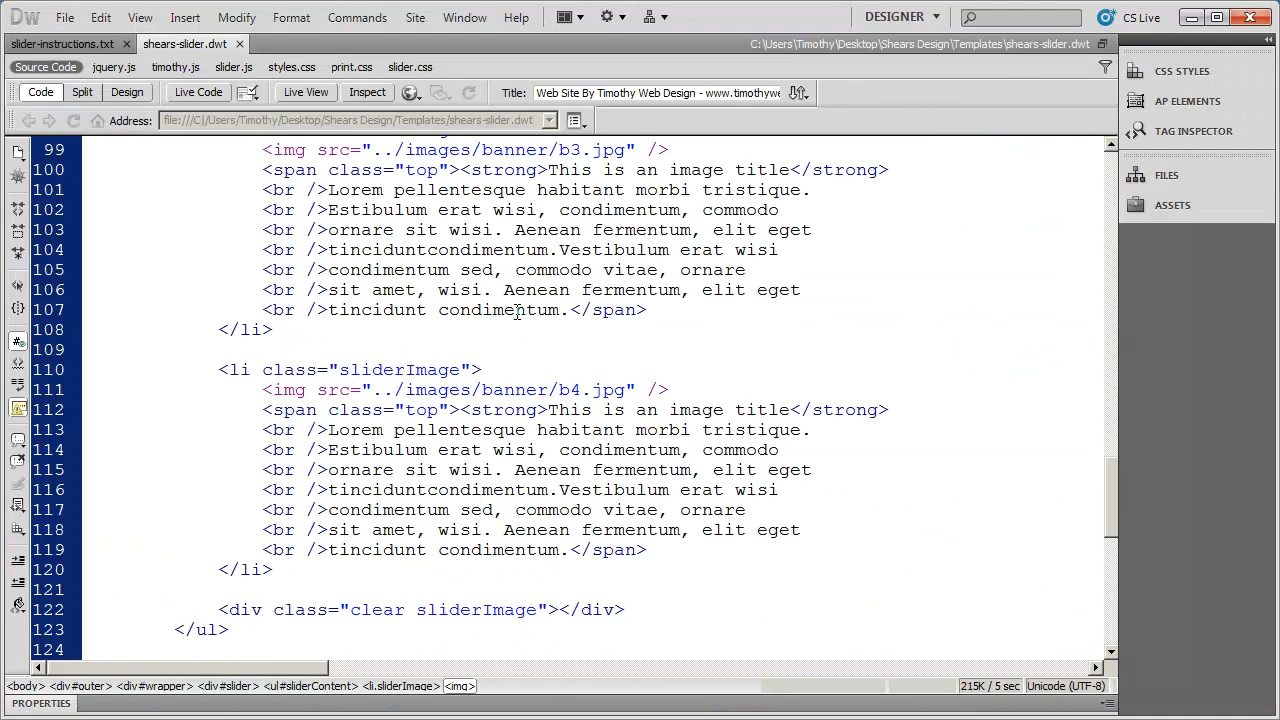 Dw File Edit View Insert Modify Format Commands Site Window Help DESIGNER CS Live
slider-instructions.txt shears-slider.dwt C:\Users\Timothy\Desktop\Shears Design\Templates\shears-slider.dwt
Source Code jquery.js timothy.js slider.js styles.css print.css slider.css
Code Split Design Live Code Live View Inspect Title: Web Site By Timothy Web Design - www.timothywe
Address: file:///C|/Users/Timothy/Desktop/Shears Design/Templates/shears-slider.dwt
99 <img src="../images/banner/b3.jpg" />
100 <span class="top"><strong>This is an image title</strong>
101 <br />Lorem pellentesque habitant morbi tristique.
102 <br />Estibulum erat wisi, condimentum, commodo
103 <br />ornare sit wisi. Aenean fermentum, elit eget
104 <br />tinciduntcondimentum.Vestibulum erat wisi
105 <br />condimentum sed, commodo vitae, ornare
106 <br />sit amet, wisi. Aenean fermentum, elit eget
107 <br />tincidunt condimentum.</span>
108 </li>
109
110 <li class="sliderImage">
111 <img src="../images/banner/b4.jpg" />
112 <span class="top"><strong>This is an image title</strong>
113 <br />Lorem pellentesque habitant morbi tristique.
114 <br />Estibulum erat wisi, condimentum, commodo
115 <br />ornare sit wisi. Aenean fermentum, elit eget
116 <br />tinciduntcondimentum.Vestibulum erat wisi
117 <br />condimentum sed, commodo vitae, ornare
118 <br />sit amet, wisi. Aenean fermentum, elit eget
119 <br />tincidunt condimentum.</span>
120 </li>
121
122 <div class="clear sliderImage"></div>
123 </ul>
124
<body> <div#outer> <div#wrapper> <div#slider> <ul#sliderContent> <li.sliderImage> <img> 215K / 5 sec Unicode (UTF-8)
PROPERTIES
CSS STYLES
AP ELEMENTS
TAG INSPECTOR
FILES
ASSETS